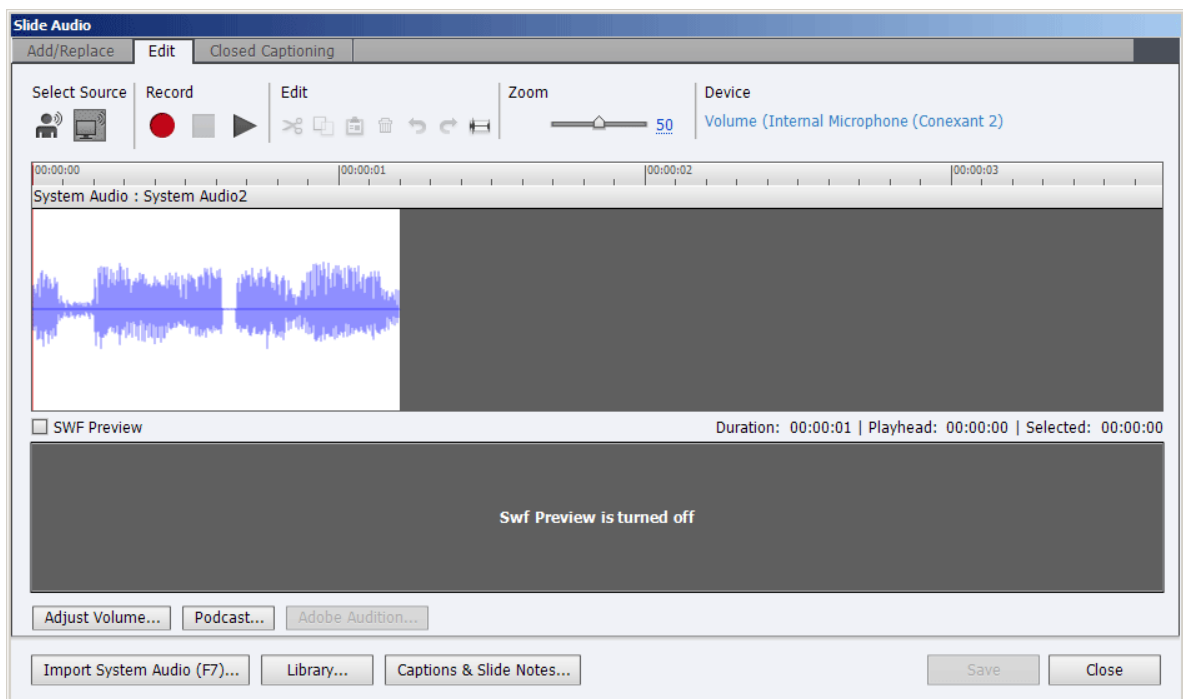 Slide Audio
Add/Replace Edit Closed Captioning
Select Source Record Edit Zoom Device
50 Volume (Internal Microphone (Conexant 2)
00:00:00 00:00:01 00:00:02 00:00:03
System Audio : System Audio2
SWF Preview Duration: 00:00:01 | Playhead: 00:00:00 | Selected: 00:00:00
Swf Preview is turned off
Adjust Volume... Podcast... Adobe Audition...
Import System Audio (F7)... Library... Captions & Slide Notes... Save Close